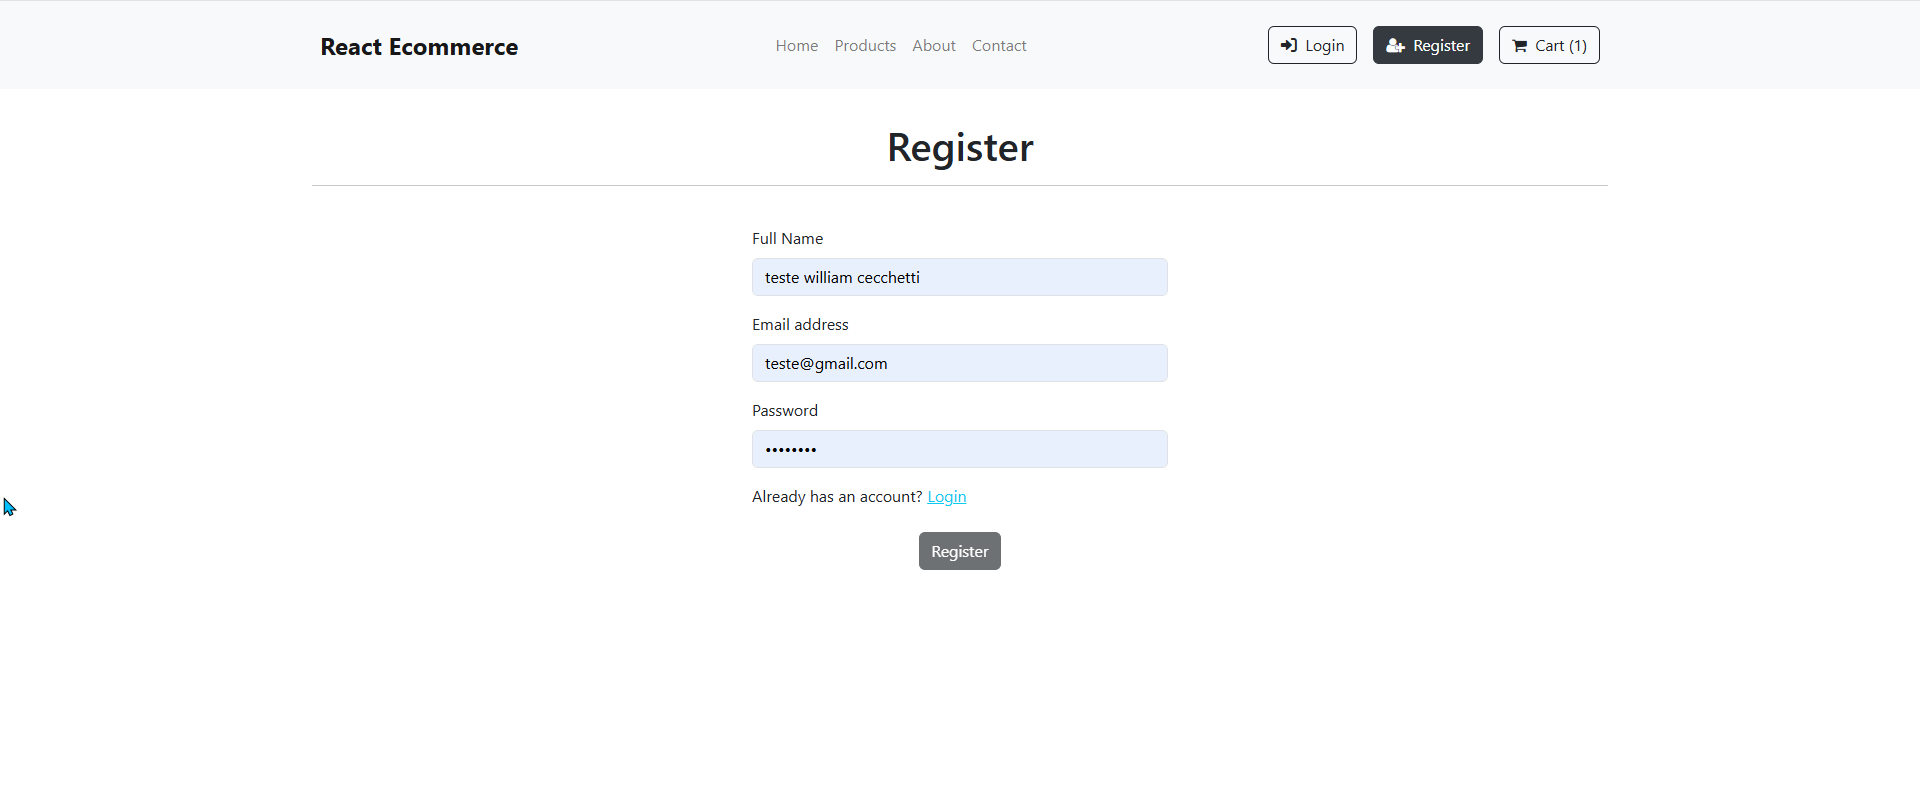 React Ecommerce
Home Products About Contact
Login
Register
Cart (1)
Register
Full Name
teste william cecchetti
Email address
teste@gmail.com
Password
••••••••
Already has an account? Login
Register